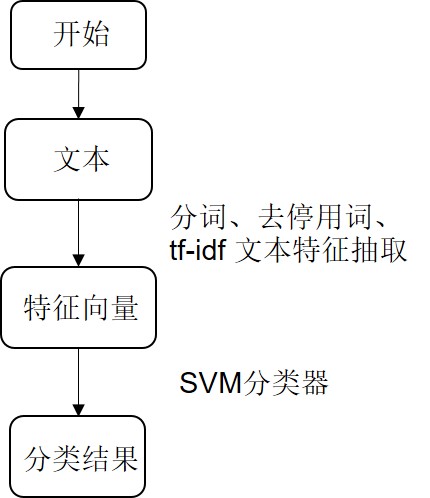 开始
文本
分词、去停用词、
tf-idf 文本特征抽取
特征向量
SVM分类器
分类结果